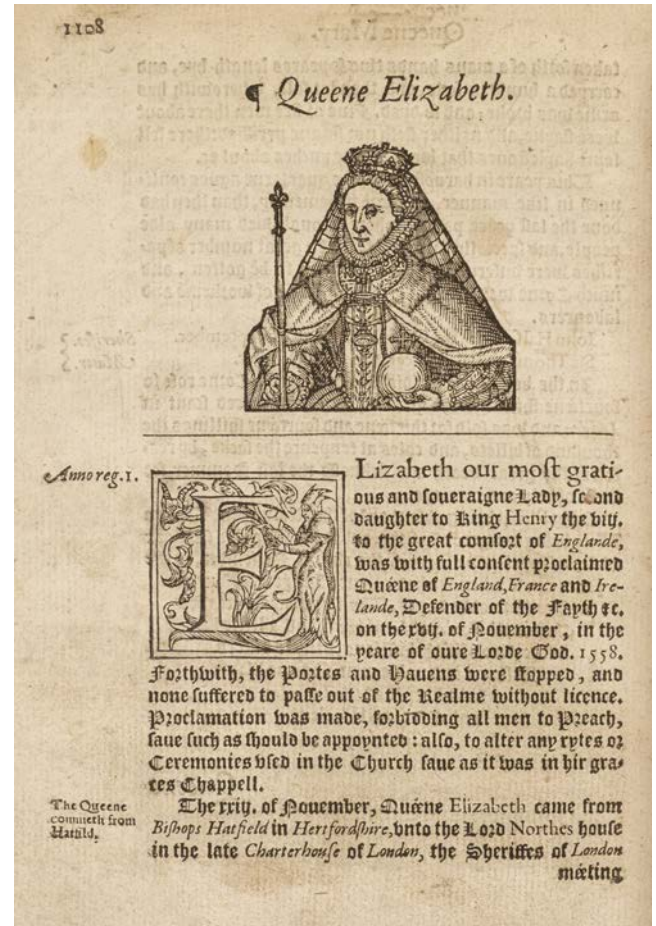 1108
¶ Queene Elizabeth.
Anno reg. 1.
ELizabeth our most grati-
ous and soueraigne Lady, second
daughter to King Henry the viij.
to the great comfort of Englande,
was with full consent proclaimed
Quéene of England, France and Ire-
lande, Defender of the Fayth &c.
on the xvij. of Nouember, in the
yeare of oure Lorde God. 1558.
Forthwith, the Portes and Hauens were stopped, and
none suffered to passe out of the Realme without licence.
Proclamation was made, forbidding all men to Preach,
saue such as should be appoynted: also, to alter any rytes or
Ceremonies vsed in the Church saue as it was in hir gra-
ces Chappell.
The Queene
commeth from
Hatfild.
The xxiij. of Nouember, Quéene Elizabeth came from
Bishops Hatfield in Hertfordshire, vnto the Lord Northes house
in the late Charterhouse of London, the Sheriffes of London
méeting